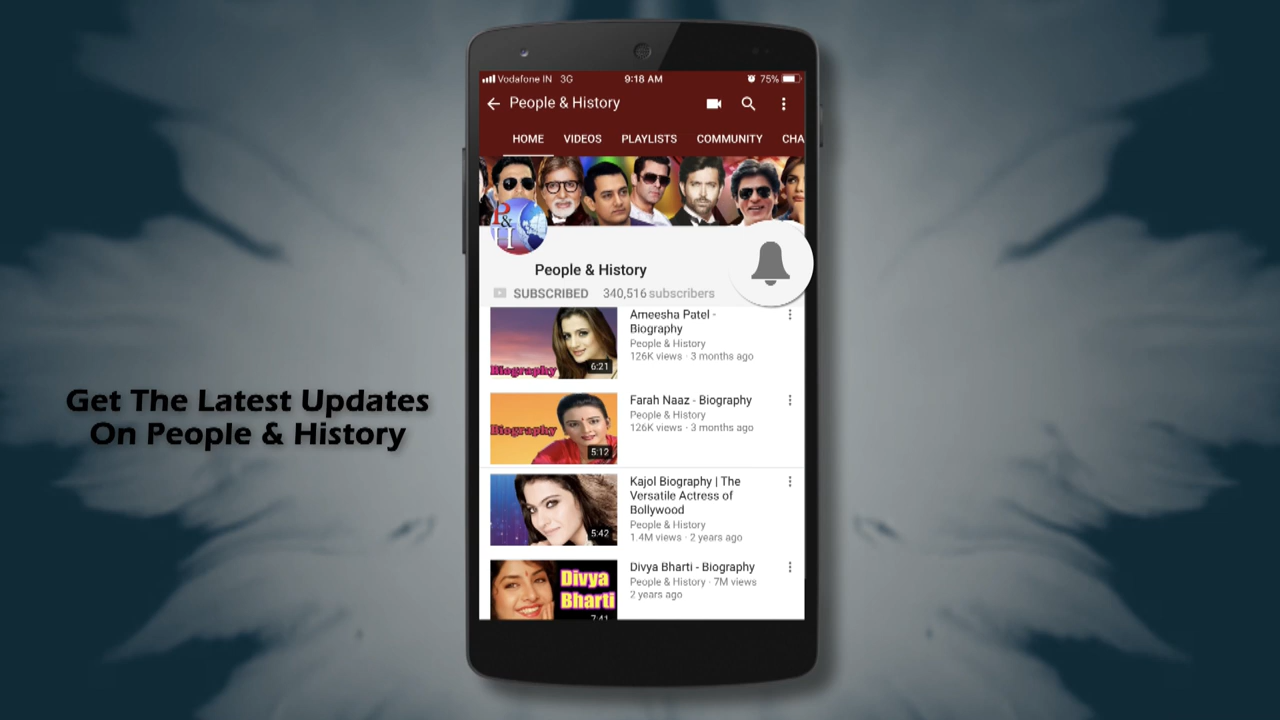 Vodafone IN 3G 9:18 AM 75%
People & History
HOME VIDEOS PLAYLISTS COMMUNITY CHA
P
&
H
People & History
SUBSCRIBED 340,516 subscribers
Biography
6:21
Ameesha Patel -
Biography
People & History
126K views · 3 months ago
Biography
5:12
Farah Naaz - Biography
People & History
126K views · 3 months ago
5:42
Kajol Biography | The
Versatile Actress of
Bollywood
People & History
1.4M views · 2 years ago
Divya
Bharti
7:41
Divya Bharti - Biography
People & History · 7M views
2 years ago
Get The Latest Updates
On People & History